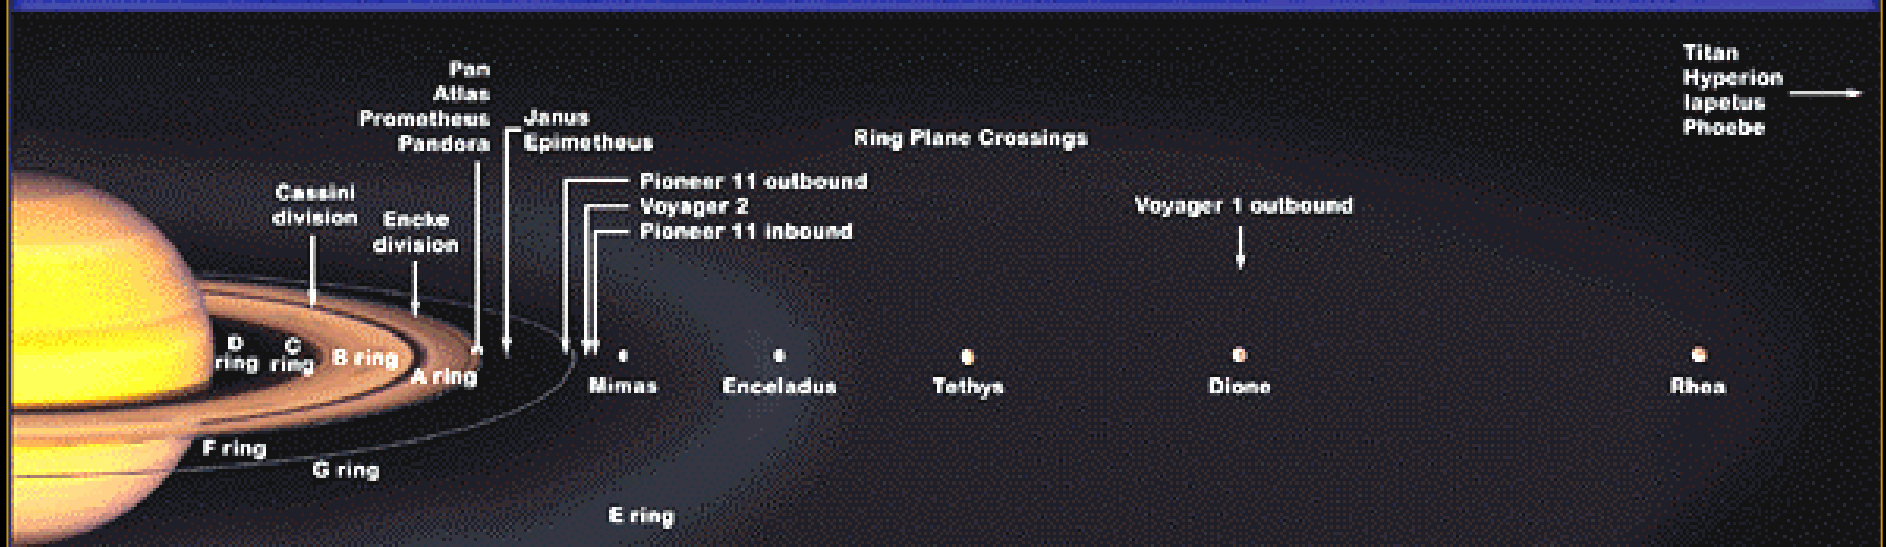 Titan
Hyperion
Iapetus
Phoebe
Pan
Atlas
Prometheus
Pandora
Janus
Epimetheus
Ring Plane Crossings
Pioneer 11 outbound
Voyager 2
Pioneer 11 inbound
Voyager 1 outbound
Cassini
division
Encke
division
D
ring
C
ring
B ring
A ring
Mimas
Enceladus
Tethys
Dione
Rhea
F ring
G ring
E ring